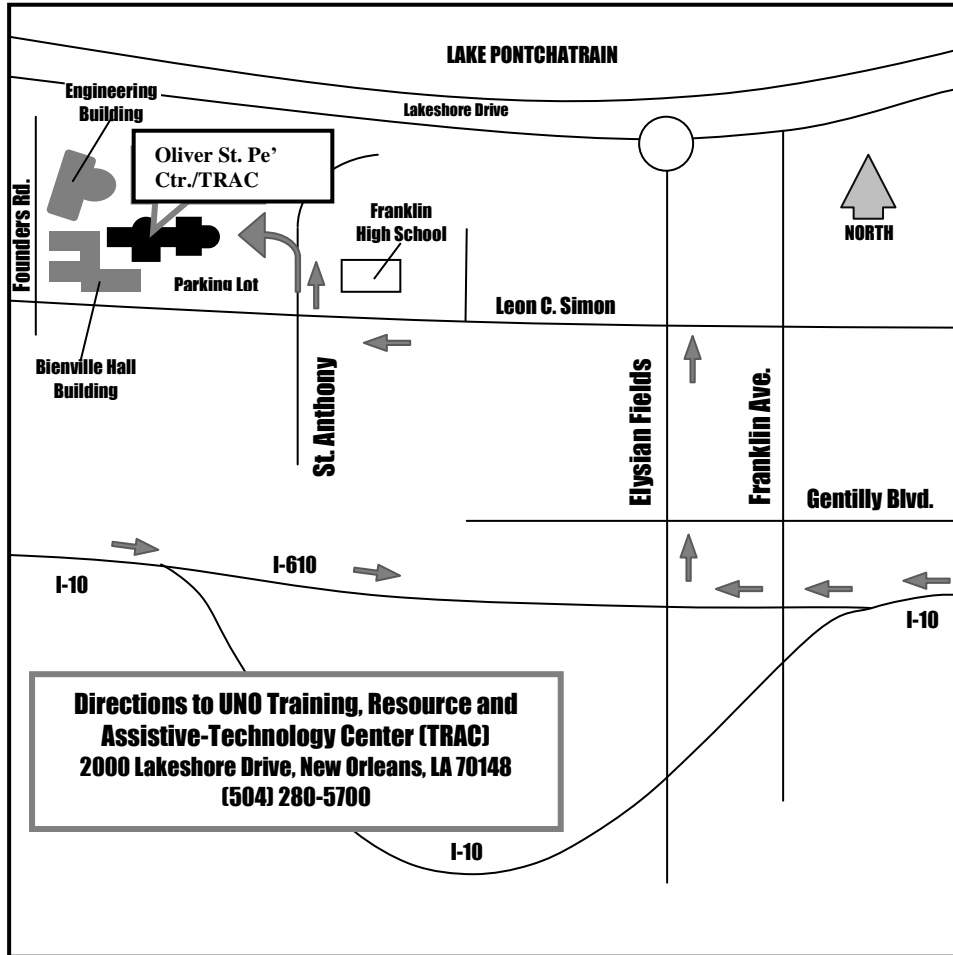 LAKE PONTCHATRAIN
Lakeshore Drive
Engineering
Building
Oliver St. Pe’
Ctr./TRAC
Founders Rd.
Franklin
High School
NORTH
Parking Lot
Leon C. Simon
Bienville Hall
Building
St. Anthony
Elysian Fields
Franklin Ave.
Gentilly Blvd.
I-610
I-10
I-10
Directions to UNO Training, Resource and
Assistive-Technology Center (TRAC)
2000 Lakeshore Drive, New Orleans, LA 70148
(504) 280-5700
I-10